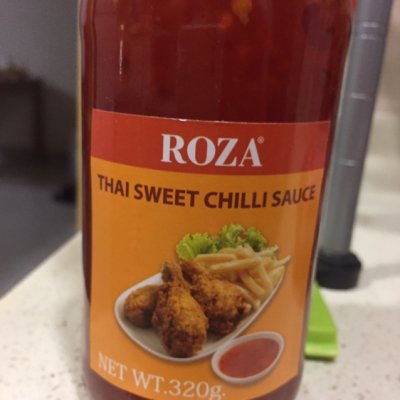 ROZA®
THAI SWEET CHILLI SAUCE
NET WT.320g.